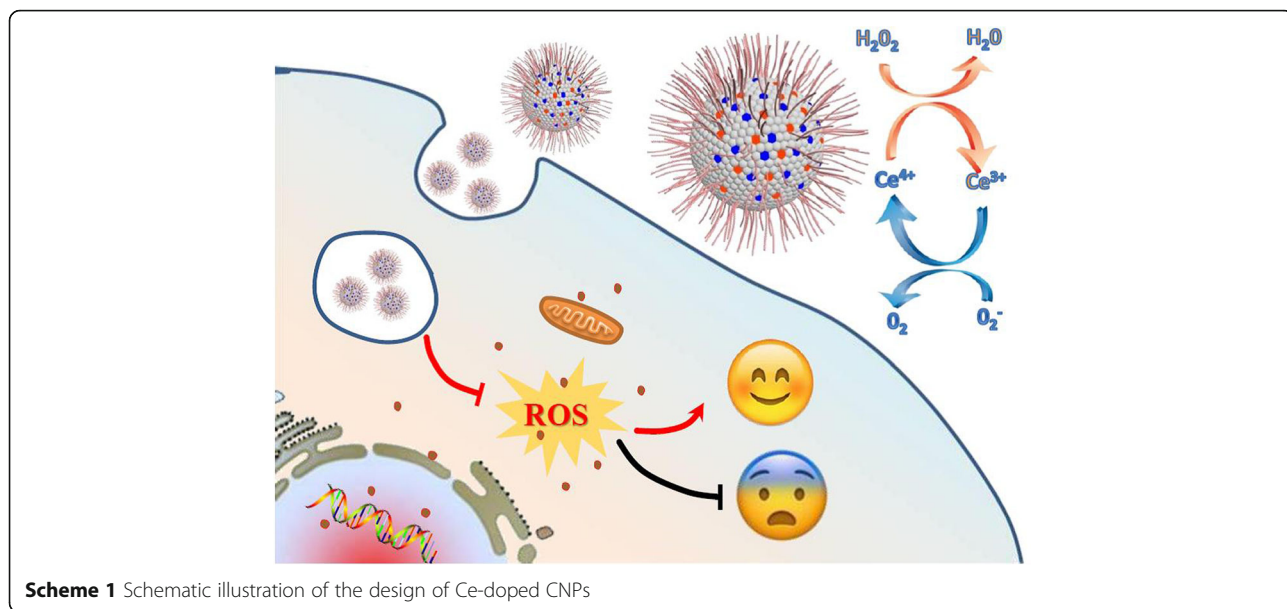 H₂O₂ H₂O
Ce⁴⁺ Ce³⁺
O₂ O₂⁻
ROS
Scheme 1 Schematic illustration of the design of Ce-doped CNPs